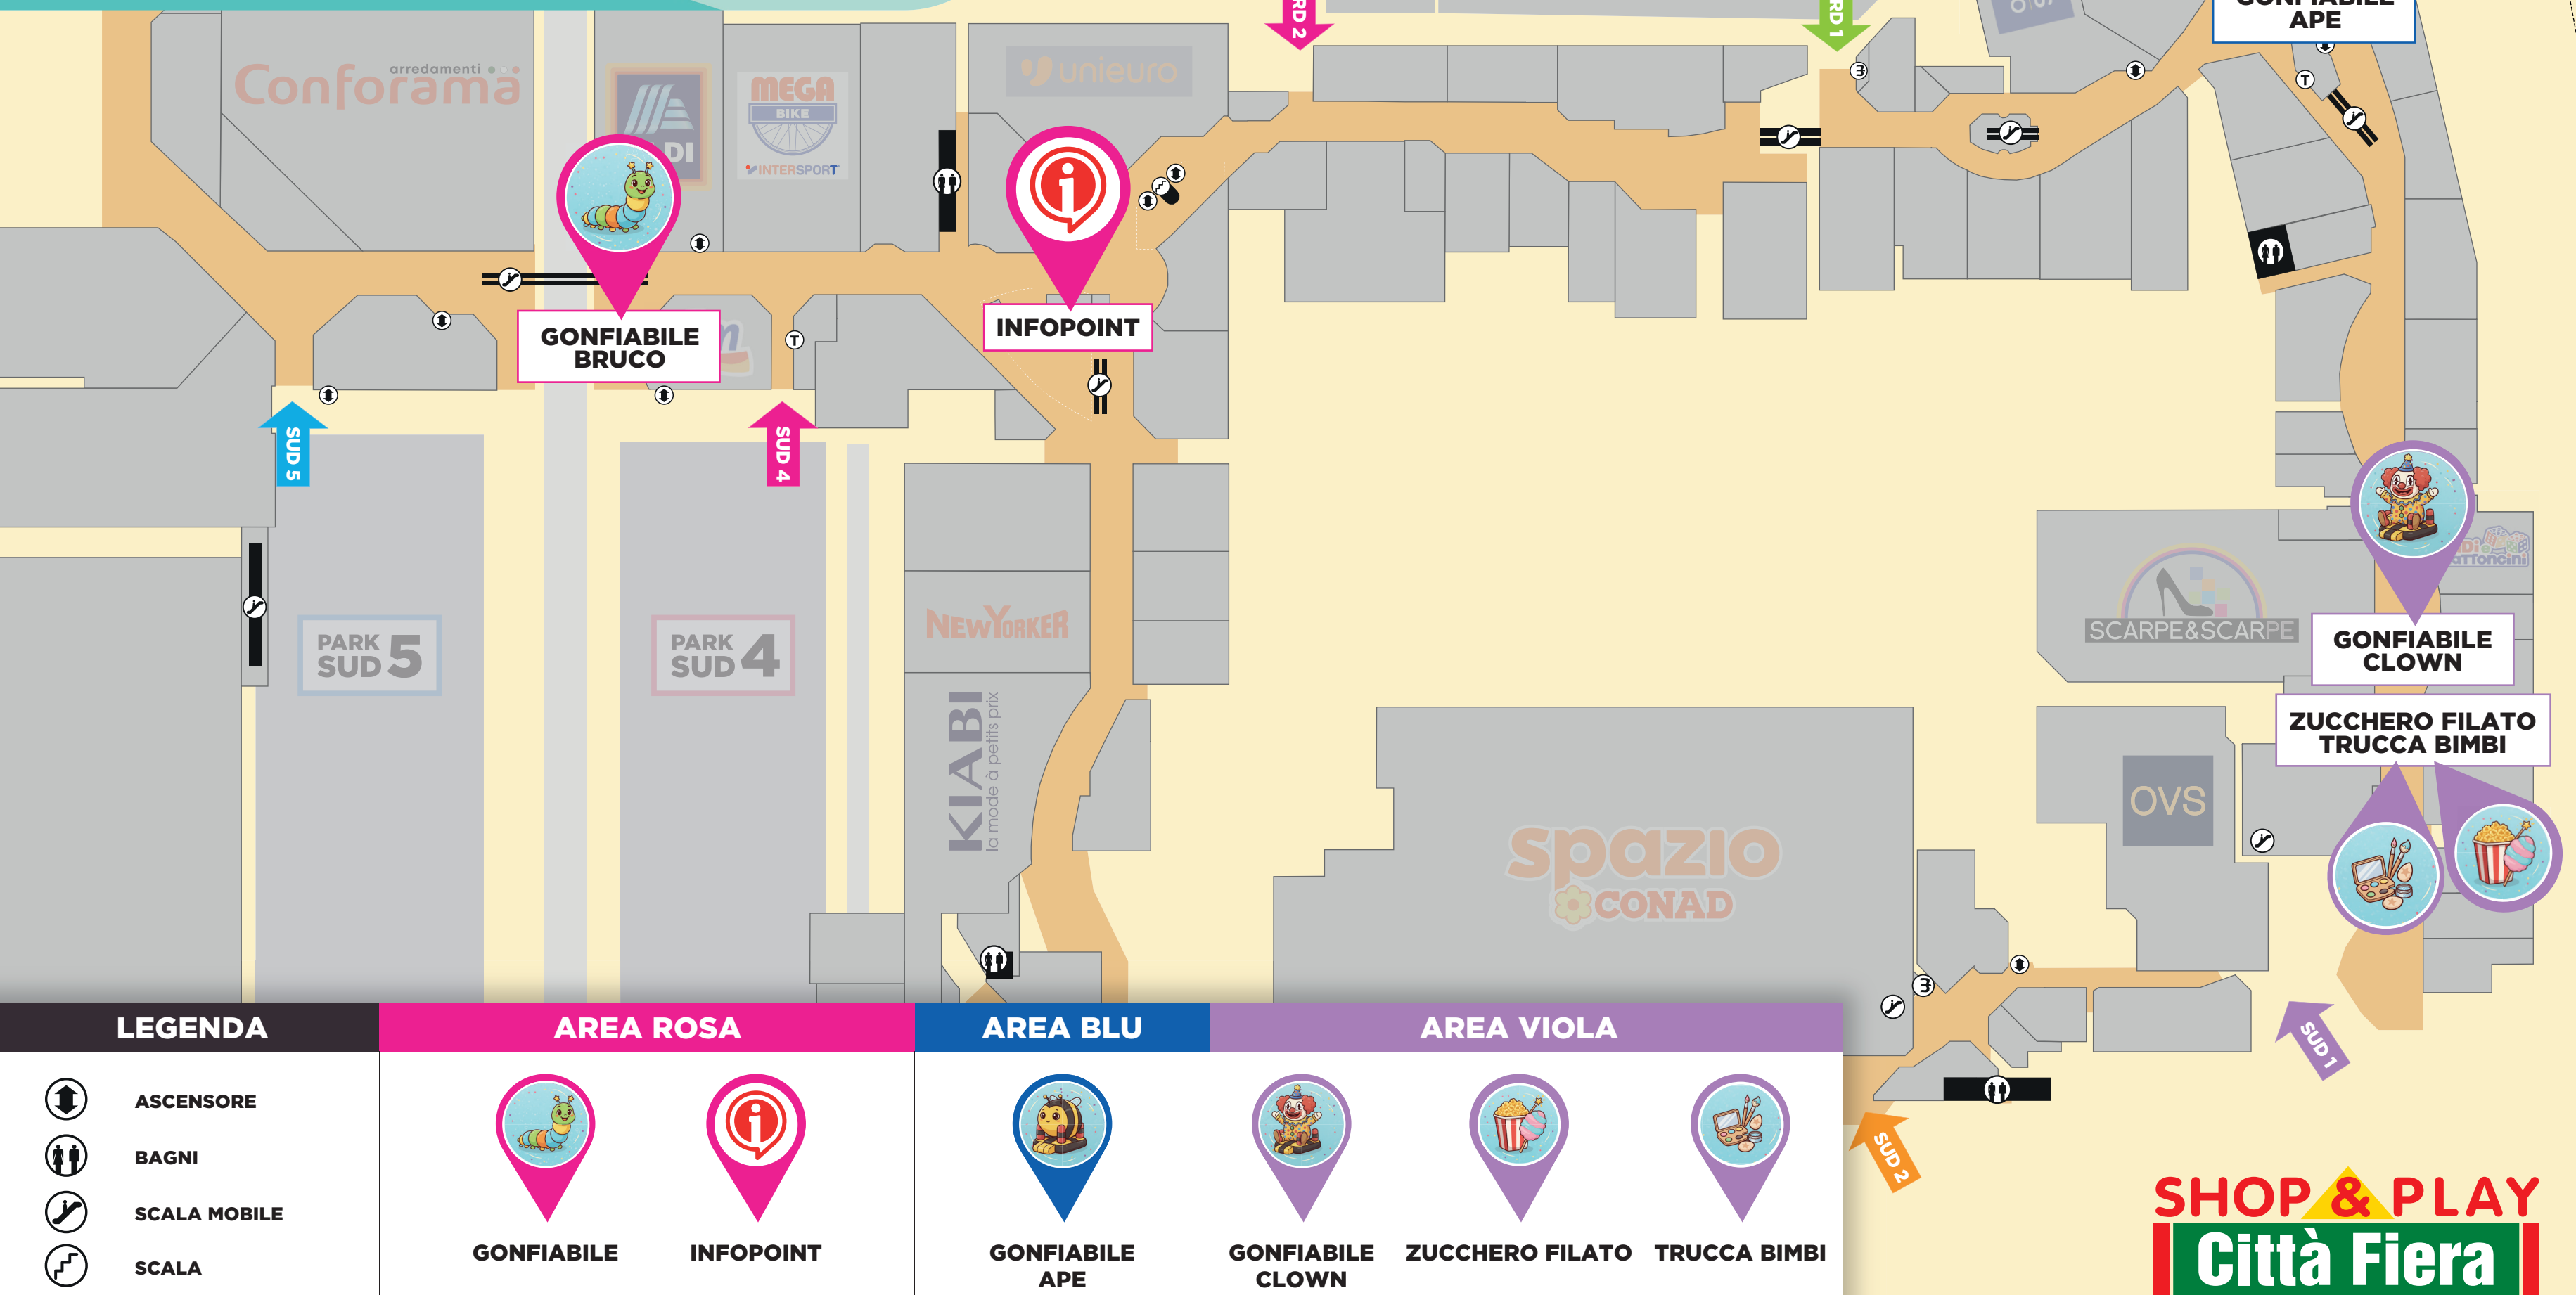 GONFIABILE
APE
RD 2
RD 1
Conforama
arredamenti
MEGA
BIKE
INTERSPORT
unieuro
GONFIABILE
BRUCO
INFOPOINT
T
T
SUD 5
SUD 4
PARK
SUD 5
PARK
SUD 4
NEWYORKER
KIABI
la mode à petits prix
SCARPE&SCARPE
GONFIABILE
CLOWN
ZUCCHERO FILATO
TRUCCA BIMBI
OVS
spazio
CONAD
SUD 1
SUD 2
LEGENDA
ASCENSORE
BAGNI
SCALA MOBILE
SCALA
AREA ROSA
GONFIABILE
INFOPOINT
AREA BLU
GONFIABILE
APE
AREA VIOLA
GONFIABILE
CLOWN
ZUCCHERO FILATO
TRUCCA BIMBI
SHOP & PLAY
Città Fiera